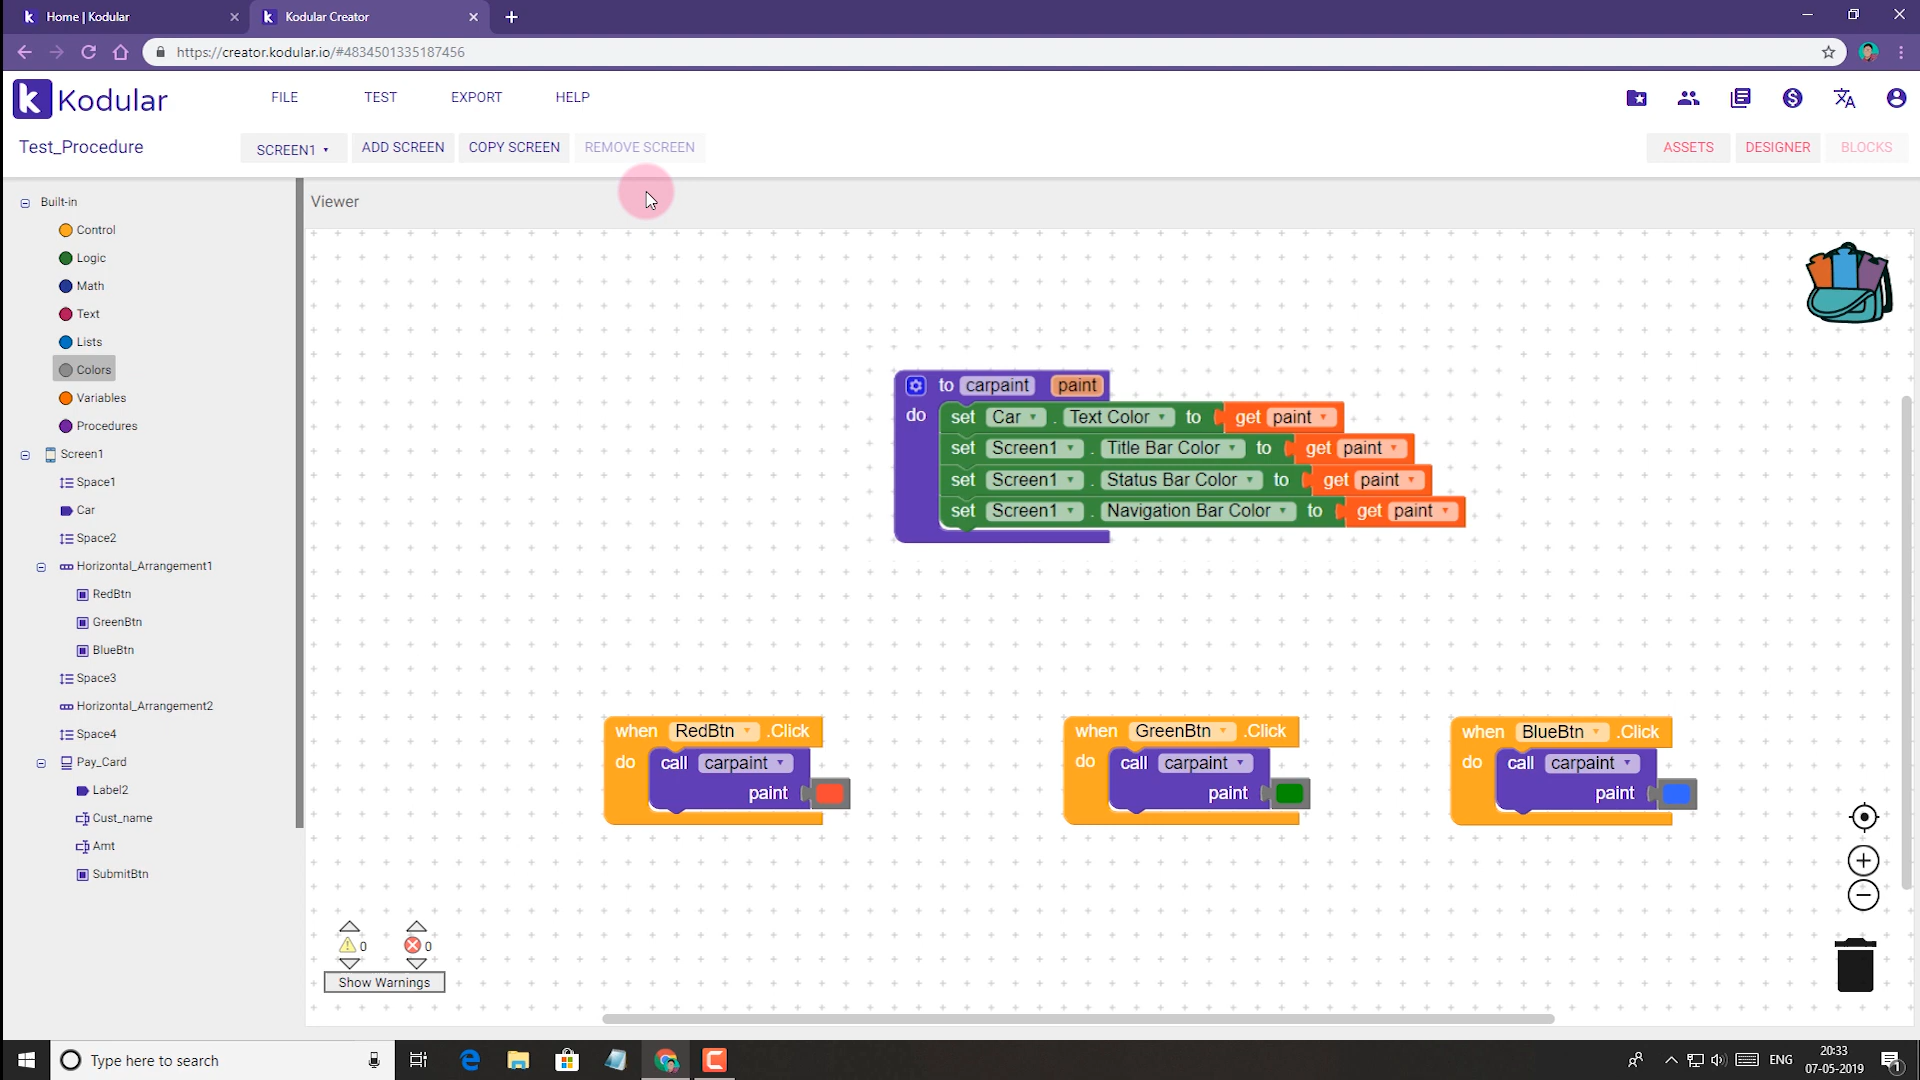 Home | Kodular
Kodular Creator
https://creator.kodular.io/#4834501335187456
Kodular
FILE
TEST
EXPORT
HELP
Test_Procedure
SCREEN1
ADD SCREEN
COPY SCREEN
REMOVE SCREEN
ASSETS
DESIGNER
BLOCKS
Built-in
Control
Logic
Math
Text
Lists
Colors
Variables
Procedures
Screen1
Space1
Car
Space2
Horizontal_Arrangement1
RedBtn
GreenBtn
BlueBtn
Space3
Horizontal_Arrangement2
Space4
Pay_Card
Label2
Cust_name
Amt
SubmitBtn
Viewer
to carpaint paint
do set Car . Text Color to get paint
set Screen1 . Title Bar Color to get paint
set Screen1 . Status Bar Color to get paint
set Screen1 . Navigation Bar Color to get paint
when RedBtn .Click
do call carpaint
paint
when GreenBtn .Click
do call carpaint
paint
when BlueBtn .Click
do call carpaint
paint
0
0
Show Warnings
Type here to search
ENG
20:33
07-05-2019
1